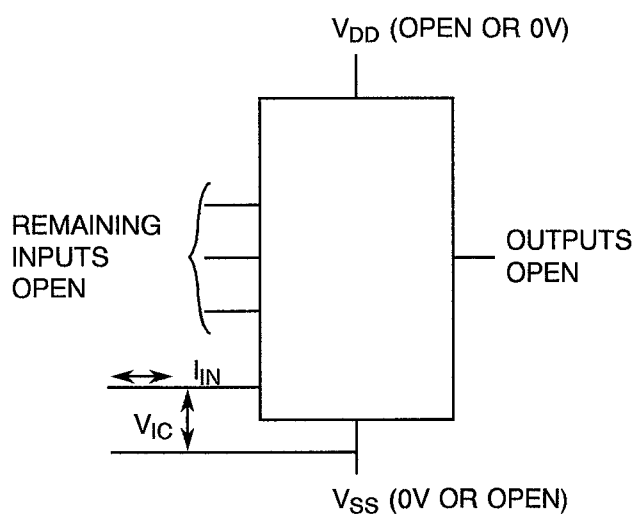 V_DD (OPEN OR 0V)
REMAINING
INPUTS
OPEN
OUTPUTS
OPEN
I_IN
V_IC
V_SS (0V OR OPEN)